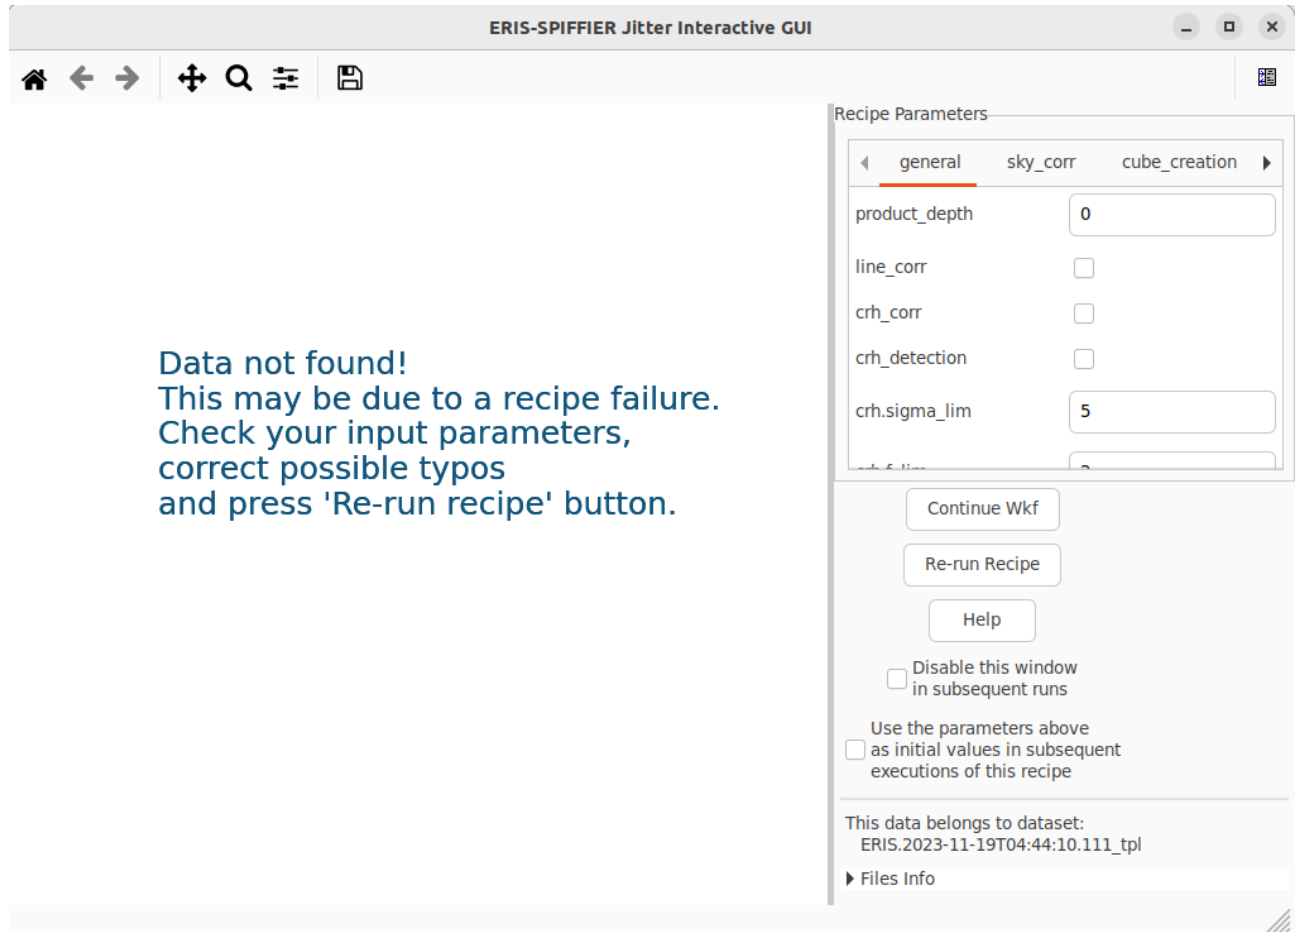 ERIS-SPIFFIER Jitter Interactive GUI
Data not found!
This may be due to a recipe failure.
Check your input parameters,
correct possible typos
and press 'Re-run recipe' button.
Recipe Parameters
general sky_corr cube_creation
product_depth 0
line_corr
crh_corr
crh_detection
crh.sigma_lim 5
Continue Wkf
Re-run Recipe
Help
Disable this window
in subsequent runs
Use the parameters above
as initial values in subsequent
executions of this recipe
This data belongs to dataset:
ERIS.2023-11-19T04:44:10.111_tpl
Files Info